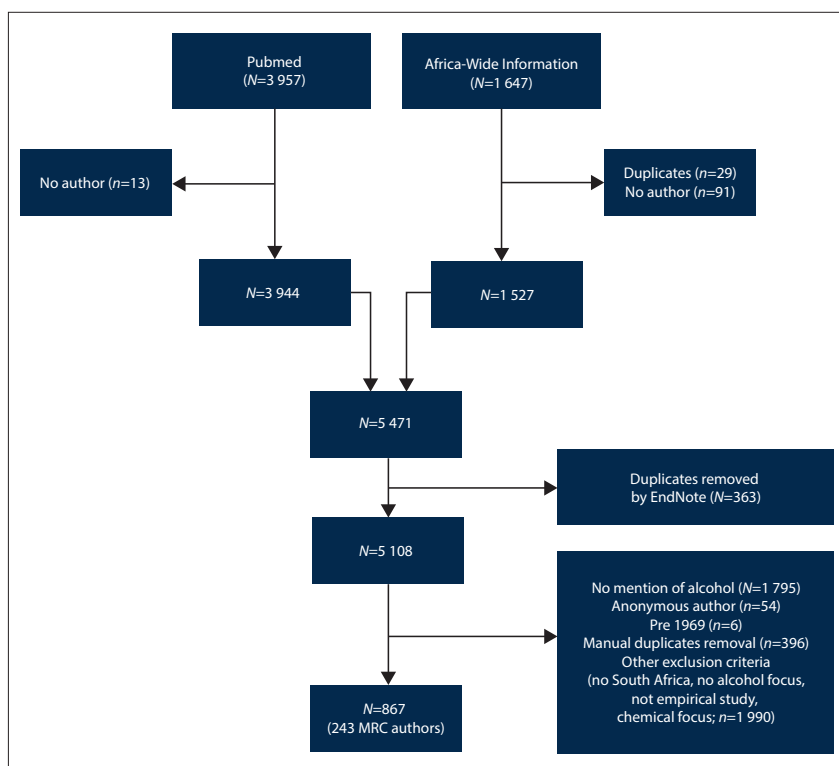 Pubmed
(N=3 957)
Africa-Wide Information
(N=1 647)
No author (n=13)
Duplicates (n=29)
No author (n=91)
N=3 944
N=1 527
N=5 471
Duplicates removed
by EndNote (N=363)
N=5 108
No mention of alcohol (N=1 795)
Anonymous author (n=54)
Pre 1969 (n=6)
Manual duplicates removal (n=396)
Other exclusion criteria
(no South Africa, no alcohol focus,
not empirical study,
chemical focus; n=1 990)
N=867
(243 MRC authors)